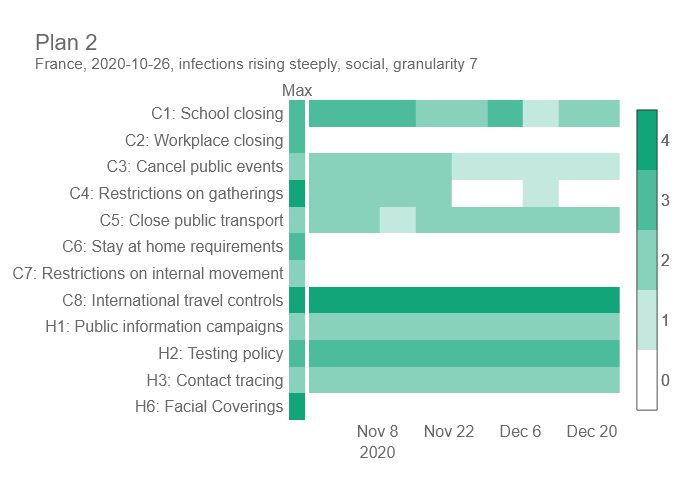 Plan 2
France, 2020-10-26, infections rising steeply, social, granularity 7
Max
C1: School closing
C2: Workplace closing
C3: Cancel public events
C4: Restrictions on gatherings
C5: Close public transport
C6: Stay at home requirements
C7: Restrictions on internal movement
C8: International travel controls
H1: Public information campaigns
H2: Testing policy
H3: Contact tracing
H6: Facial Coverings
4
3
2
1
0
Nov 8 Nov 22 Dec 6 Dec 20
2020